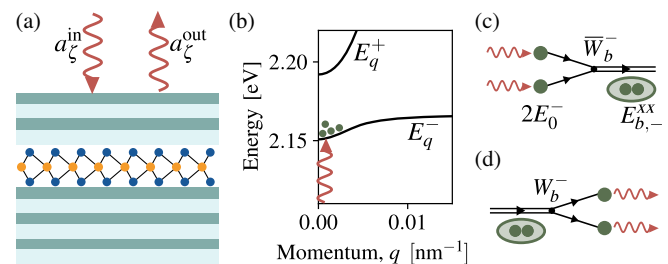 (a)
a_ζ^in
a_ζ^out
(b)
Energy [eV]
2.20
2.15
E_q^+
E_q^-
0.00
0.01
Momentum, q [nm⁻¹]
(c)
W̅_b^-
2E_0^-
E_{b,-}^{xx}
(d)
W_b^-